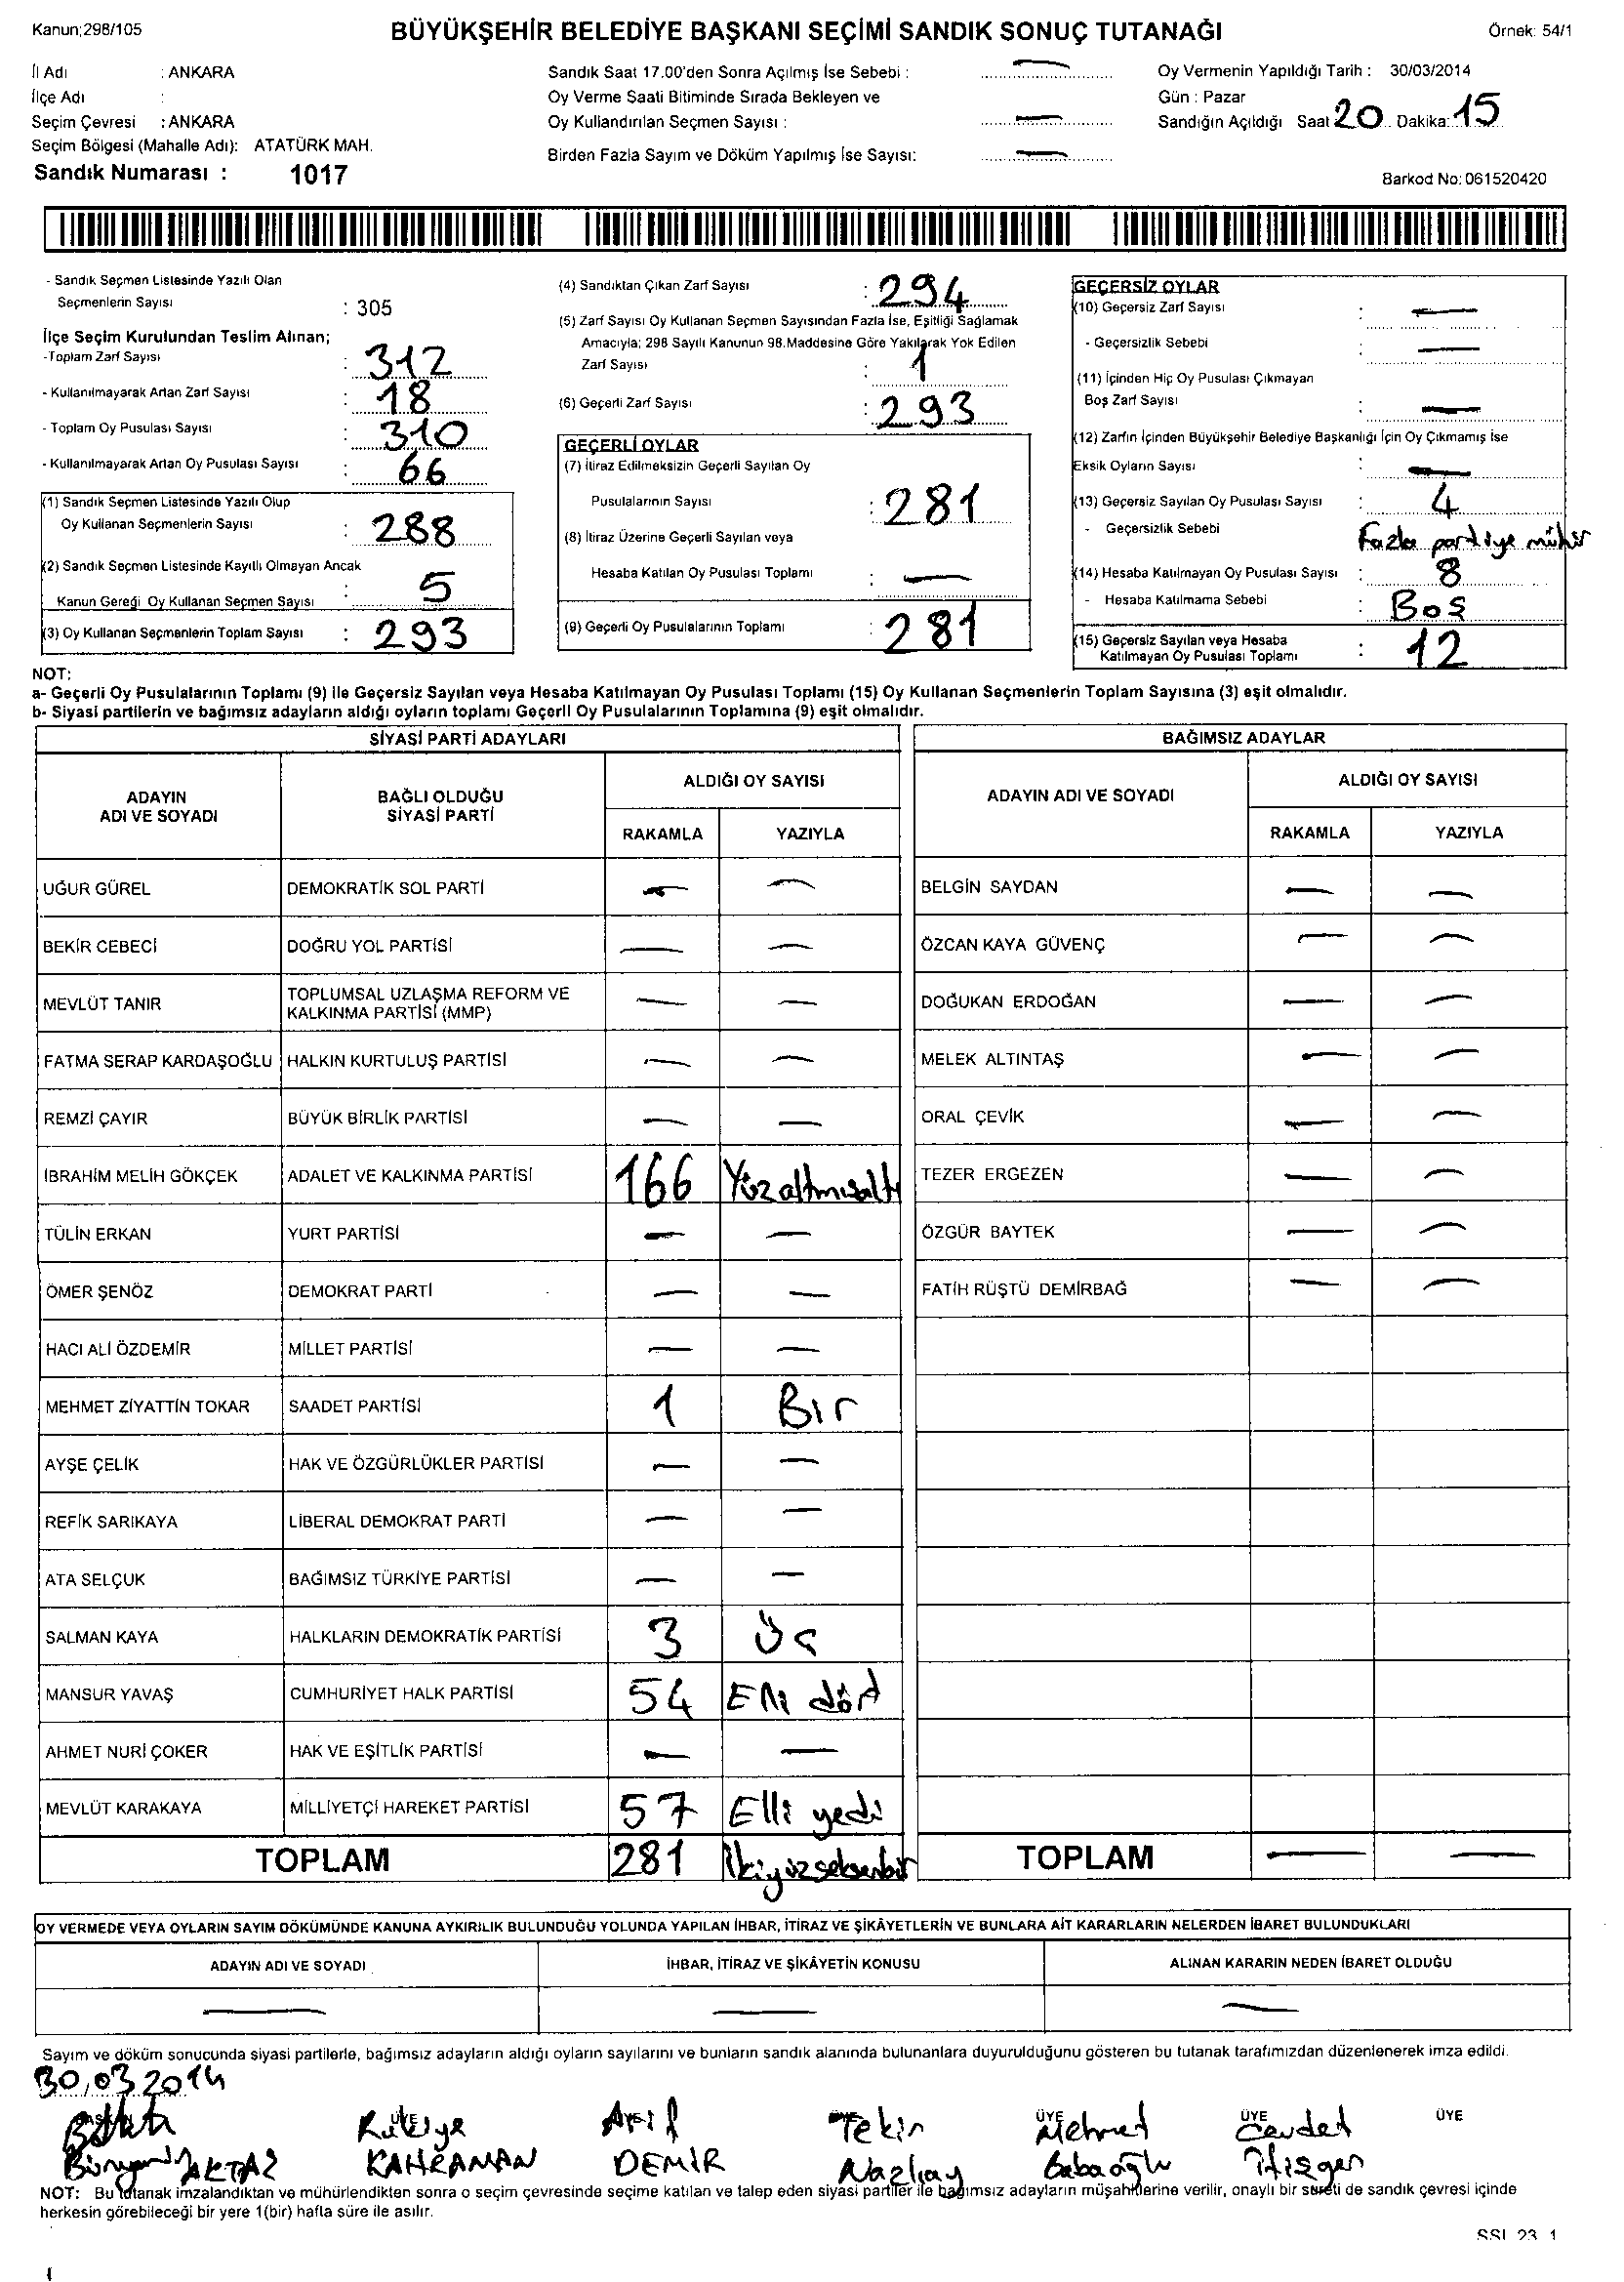 Kanun;298/105
BÜYÜKŞEHİR BELEDİYE BAŞKANI SEÇİMİ SANDIK SONUÇ TUTANAĞI
Örnek: 54/1
İl Adı : ANKARA
İlçe Adı :
Seçim Çevresi : ANKARA
Seçim Bölgesi (Mahalle Adı): ATATÜRK MAH.
Sandık Numarası : 1017
Sandık Saat 17.00'den Sonra Açılmış İse Sebebi : —
Oy Verme Saati Bitiminde Sırada Bekleyen ve
Oy Kullandırılan Seçmen Sayısı : —
Birden Fazla Sayım ve Döküm Yapılmış İse Sayısı: —
Oy Vermenin Yapıldığı Tarih : 30/03/2014
Gün : Pazar
Sandığın Açıldığı Saat 20 Dakika: 15
Barkod No: 061520420
- Sandık Seçmen Listesinde Yazılı Olan
Seçmenlerin Sayısı : 305
İlçe Seçim Kurulundan Teslim Alınan;
-Toplam Zarf Sayısı : 312
- Kullanılmayarak Artan Zarf Sayısı : 18
- Toplam Oy Pusulası Sayısı : 310
- Kullanılmayarak Artan Oy Pusulası Sayısı : 66
(1) Sandık Seçmen Listesinde Yazılı Olup
Oy Kullanan Seçmenlerin Sayısı : 288
(2) Sandık Seçmen Listesinde Kayıtlı Olmayan Ancak
Kanun Gereği Oy Kullanan Seçmen Sayısı : 5
(3) Oy Kullanan Seçmenlerin Toplam Sayısı : 293
(4) Sandıktan Çıkan Zarf Sayısı : 294
(5) Zarf Sayısı Oy Kullanan Seçmen Sayısından Fazla İse, Eşitliği Sağlamak
Amacıyla; 298 Sayılı Kanunun 98.Maddesine Göre Yakılarak Yok Edilen
Zarf Sayısı : 1
(6) Geçerli Zarf Sayısı : 293
GEÇERLİ OYLAR
(7) İtiraz Edilmeksizin Geçerli Sayılan Oy
Pusulalarının Sayısı : 281
(8) İtiraz Üzerine Geçerli Sayılan veya
Hesaba Katılan Oy Pusulası Toplamı : —
(9) Geçerli Oy Pusulalarının Toplamı : 281
GEÇERSİZ OYLAR
(10) Geçersiz Zarf Sayısı : —
- Geçersizlik Sebebi : —
(11) İçinden Hiç Oy Pusulası Çıkmayan
Boş Zarf Sayısı : —
(12) Zarfın İçinden Büyükşehir Belediye Başkanlığı İçin Oy Çıkmamış İse
Eksik Oyların Sayısı : —
(13) Geçersiz Sayılan Oy Pusulası Sayısı : 4
- Geçersizlik Sebebi : Fazla partiye mühür
(14) Hesaba Katılmayan Oy Pusulası Sayısı : 8
- Hesaba Katılmama Sebebi : Boş
(15) Geçersiz Sayılan veya Hesaba
Katılmayan Oy Pusulası Toplamı : 12
NOT:
a- Geçerli Oy Pusulalarının Toplamı (9) ile Geçersiz Sayılan veya Hesaba Katılmayan Oy Pusulası Toplamı (15) Oy Kullanan Seçmenlerin Toplam Sayısına (3) eşit olmalıdır.
b- Siyasi partilerin ve bağımsız adayların aldığı oyların toplamı Geçerli Oy Pusulalarının Toplamına (9) eşit olmalıdır.
SİYASİ PARTİ ADAYLARI
ADAYIN ADI VE SOYADI
BAĞLI OLDUĞU SİYASİ PARTİ
ALDIĞI OY SAYISI
RAKAMLA YAZIYLA
UĞUR GÜREL DEMOKRATİK SOL PARTİ — —
BEKİR CEBECİ DOĞRU YOL PARTİSİ — —
MEVLÜT TANIR TOPLUMSAL UZLAŞMA REFORM VE KALKINMA PARTİSİ (MMP) — —
FATMA SERAP KARDAŞOĞLU HALKIN KURTULUŞ PARTİSİ — —
REMZİ ÇAYIR BÜYÜK BİRLİK PARTİSİ — —
İBRAHİM MELİH GÖKÇEK ADALET VE KALKINMA PARTİSİ 166 Yüzaltmışaltı
TÜLİN ERKAN YURT PARTİSİ — —
ÖMER ŞENÖZ DEMOKRAT PARTİ — —
HACI ALİ ÖZDEMİR MİLLET PARTİSİ — —
MEHMET ZİYATTİN TOKAR SAADET PARTİSİ 1 Bir
AYŞE ÇELİK HAK VE ÖZGÜRLÜKLER PARTİSİ — —
REFİK SARIKAYA LİBERAL DEMOKRAT PARTİ — —
ATA SELÇUK BAĞIMSIZ TÜRKİYE PARTİSİ — —
SALMAN KAYA HALKLARIN DEMOKRATİK PARTİSİ 3 Üç
MANSUR YAVAŞ CUMHURİYET HALK PARTİSİ 54 Elli dört
AHMET NURİ ÇOKER HAK VE EŞİTLİK PARTİSİ — —
MEVLÜT KARAKAYA MİLLİYETÇİ HAREKET PARTİSİ 57 Elli yedi
TOPLAM 281 İkiyüzseksenbir
BAĞIMSIZ ADAYLAR
ADAYIN ADI VE SOYADI
ALDIĞI OY SAYISI
RAKAMLA YAZIYLA
BELGİN SAYDAN — —
ÖZCAN KAYA GÜVENÇ — —
DOĞUKAN ERDOĞAN — —
MELEK ALTINTAŞ — —
ORAL ÇEVİK — —
TEZER ERGEZEN — —
ÖZGÜR BAYTEK — —
FATİH RÜŞTÜ DEMİRBAĞ — —
TOPLAM — —
OY VERMEDE VEYA OYLARIN SAYIM DÖKÜMÜNDE KANUNA AYKIRILIK BULUNDUĞU YOLUNDA YAPILAN İHBAR, İTİRAZ VE ŞİKÂYETLERİN VE BUNLARA AİT KARARLARIN NELERDEN İBARET BULUNDUKLARI
ADAYIN ADI VE SOYADI İHBAR, İTİRAZ VE ŞİKÂYETİN KONUSU ALINAN KARARIN NEDEN İBARET OLDUĞU
— — —
Sayım ve döküm sonucunda siyasi partilerle, bağımsız adayların aldığı oyların sayılarını ve bunların sandık alanında bulunanlara duyurulduğunu gösteren bu tutanak tarafımızdan düzenlenerek imza edildi.
30,03 2014
BAŞKAN ÜYE ÜYE ÜYE ÜYE ÜYE ÜYE
Rukiye Arif Tekin Mehmet Cevdet
AKTAŞ KAHRAMAN DEMİR Nazlıay Babaoğlu
NOT: Bu tutanak imzalandıktan ve mühürlendikten sonra o seçim çevresinde seçime katılan ve talep eden siyasi partiler ile bağımsız adayların müşahitlerine verilir, onaylı bir sureti de sandık çevresi içinde
herkesin görebileceği bir yere 1(bir) hafta süre ile asılır.
SSI 23 1